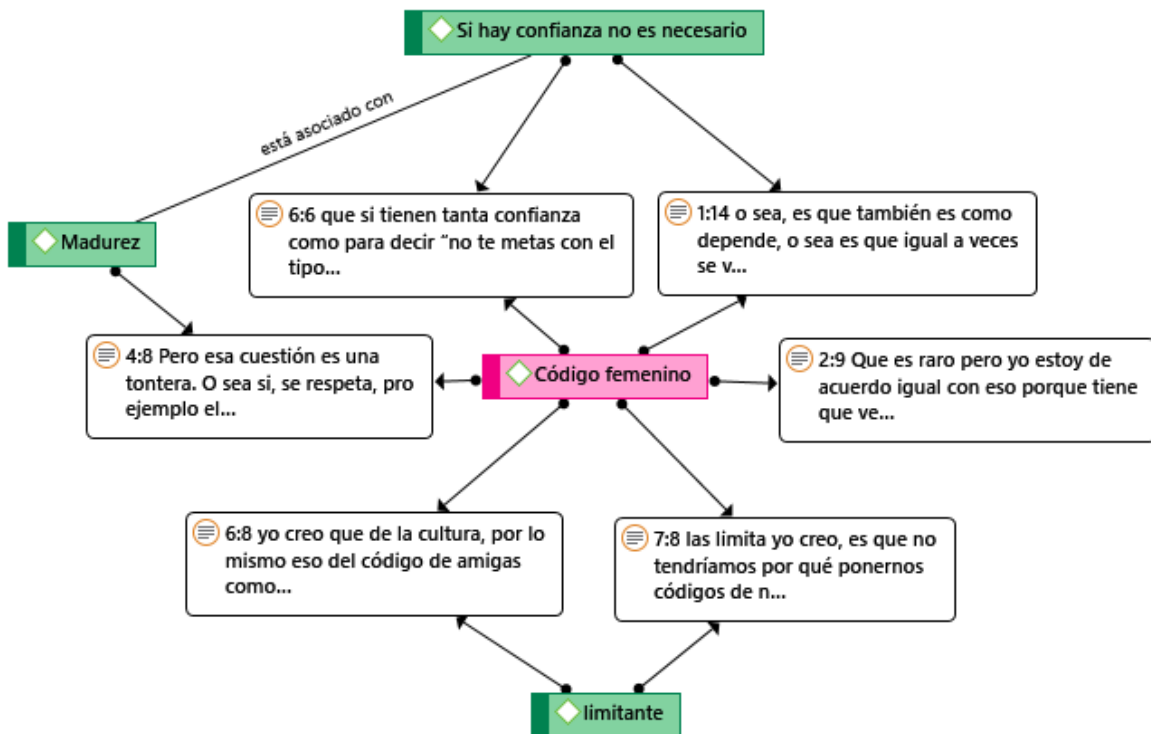 Si hay confianza no es necesario
está asociado con
6:6 que si tienen tanta confianza
como para decir “no te metas con el
tipo...
1:14 o sea, es que también es como
depende, o sea es que igual a veces
se v...
Madurez
4:8 Pero esa cuestión es una
tontera. O sea si, se respeta, pro
ejemplo el...
Código femenino
2:9 Que es raro pero yo estoy de
acuerdo igual con eso porque tiene
que ve...
6:8 yo creo que de la cultura, por lo
mismo eso del código de amigas
como...
7:8 las limita yo creo, es que no
tendríamos por qué ponernos
códigos de n...
limitante